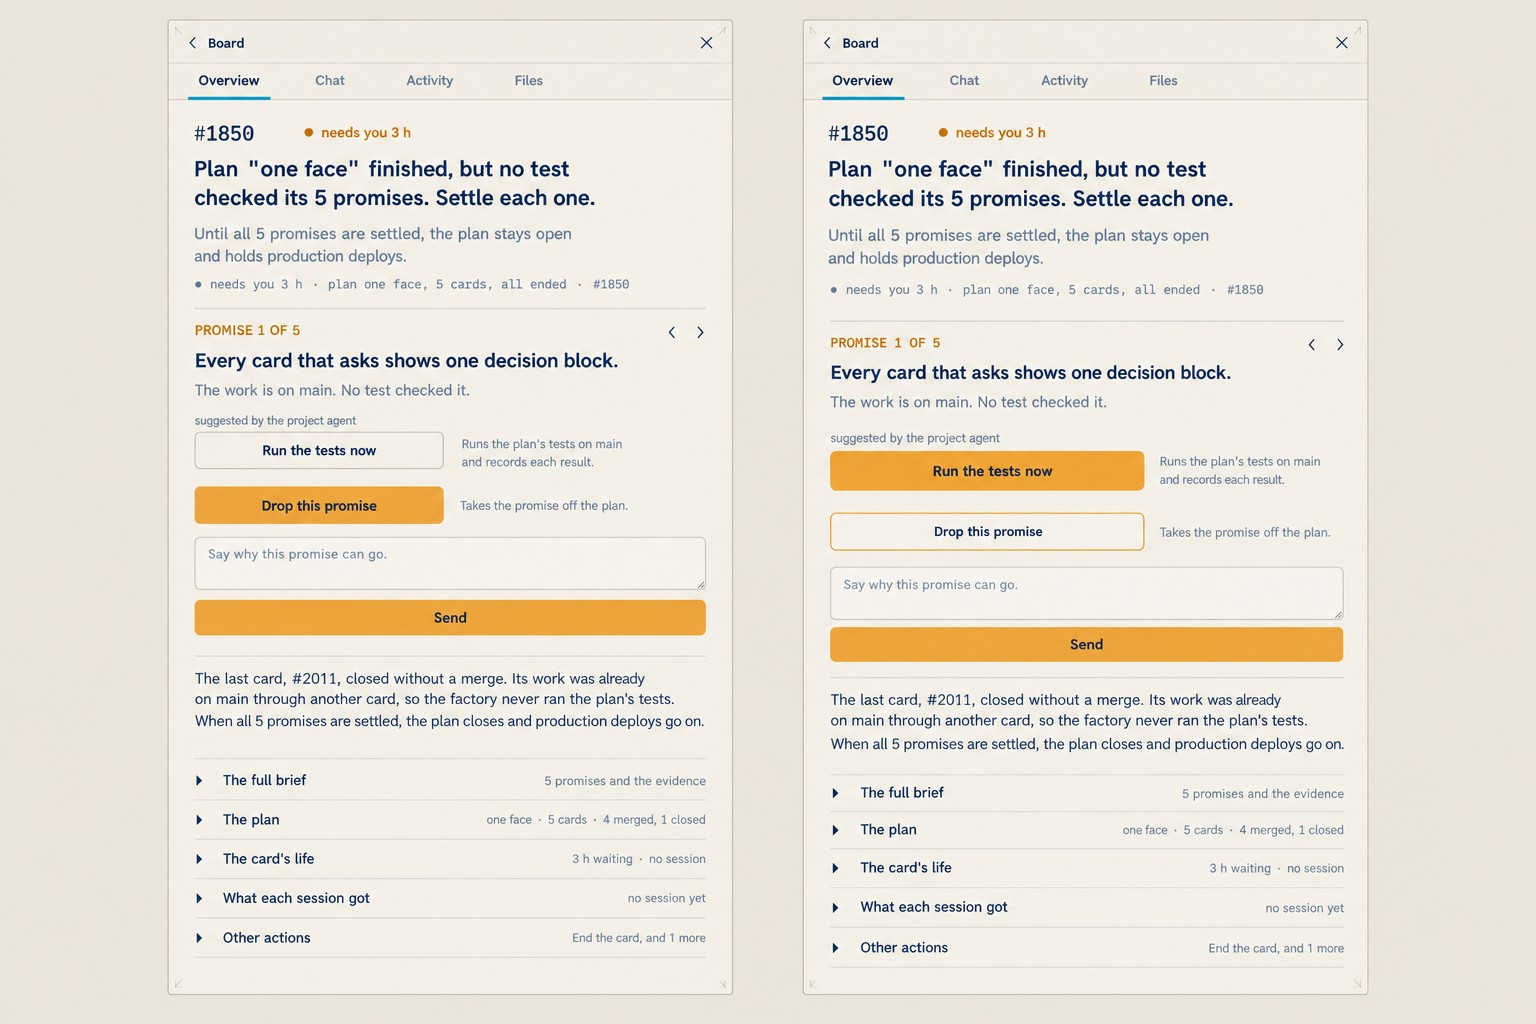 Board
Overview Chat Activity Files
#1850 needs you 3 h
Plan "one face" finished, but no test
checked its 5 promises. Settle each one.
Until all 5 promises are settled, the plan stays open
and holds production deploys.
needs you 3 h · plan one face, 5 cards, all ended · #1850
PROMISE 1 OF 5
Every card that asks shows one decision block.
The work is on main. No test checked it.
suggested by the project agent
Run the tests now
Runs the plan's tests on main
and records each result.
Drop this promise
Takes the promise off the plan.
Say why this promise can go.
Send
The last card, #2011, closed without a merge. Its work was already
on main through another card, so the factory never ran the plan's tests.
When all 5 promises are settled, the plan closes and production deploys go on.
The full brief 5 promises and the evidence
The plan one face · 5 cards · 4 merged, 1 closed
The card's life 3 h waiting · no session
What each session got no session yet
Other actions End the card, and 1 more
Board
Overview Chat Activity Files
#1850 needs you 3 h
Plan "one face" finished, but no test
checked its 5 promises. Settle each one.
Until all 5 promises are settled, the plan stays open
and holds production deploys.
needs you 3 h · plan one face, 5 cards, all ended · #1850
PROMISE 1 OF 5
Every card that asks shows one decision block.
The work is on main. No test checked it.
suggested by the project agent
Run the tests now
Runs the plan's tests on main
and records each result.
Drop this promise
Takes the promise off the plan.
Say why this promise can go.
Send
The last card, #2011, closed without a merge. Its work was already
on main through another card, so the factory never ran the plan's tests.
When all 5 promises are settled, the plan closes and production deploys go on.
The full brief 5 promises and the evidence
The plan one face · 5 cards · 4 merged, 1 closed
The card's life 3 h waiting · no session
What each session got no session yet
Other actions End the card, and 1 more